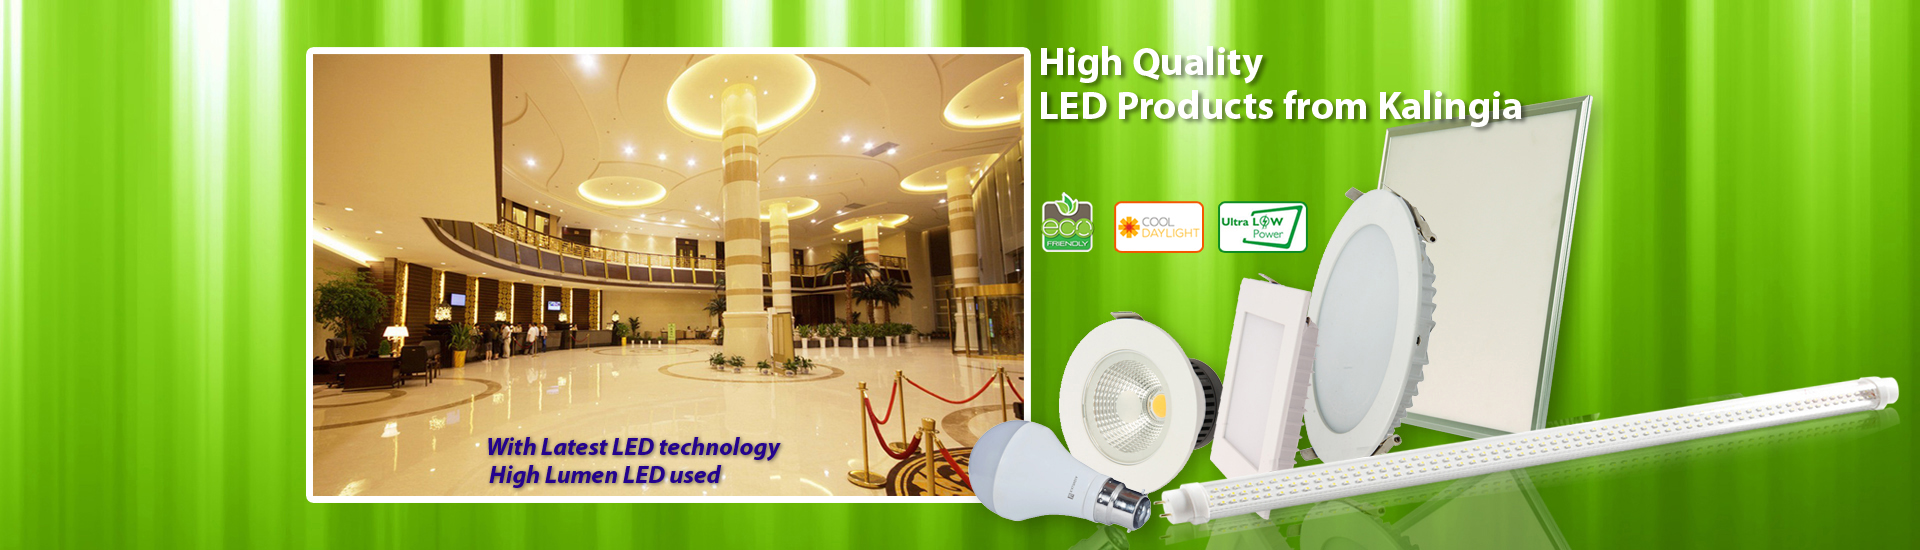 High Quality
LED Products from Kalingia
eco
FRIENDLY
COOL
DAYLIGHT
Ultra LOW
Power
With Latest LED technology
High Lumen LED used